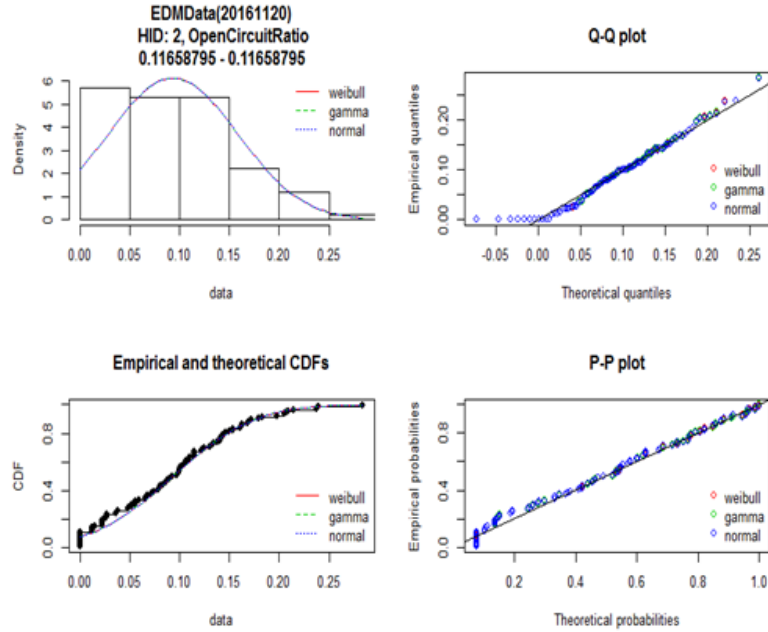 EDMData(20161120)
HID: 2, OpenCircuitRatio
0.11658795 - 0.11658795
Density
0 1 2 3 4 5 6
weibull
gamma
normal
0.00 0.05 0.10 0.15 0.20 0.25
data
Q-Q plot
Empirical quantiles
0.00 0.10 0.20
weibull
gamma
normal
-0.05 0.00 0.05 0.10 0.15 0.20 0.25
Theoretical quantiles
Empirical and theoretical CDFs
CDF
0.0 0.4 0.8
weibull
gamma
normal
0.00 0.05 0.10 0.15 0.20 0.25
data
P-P plot
Empirical probabilities
0.0 0.4 0.8
weibull
gamma
normal
0.2 0.4 0.6 0.8 1.0
Theoretical probabilities